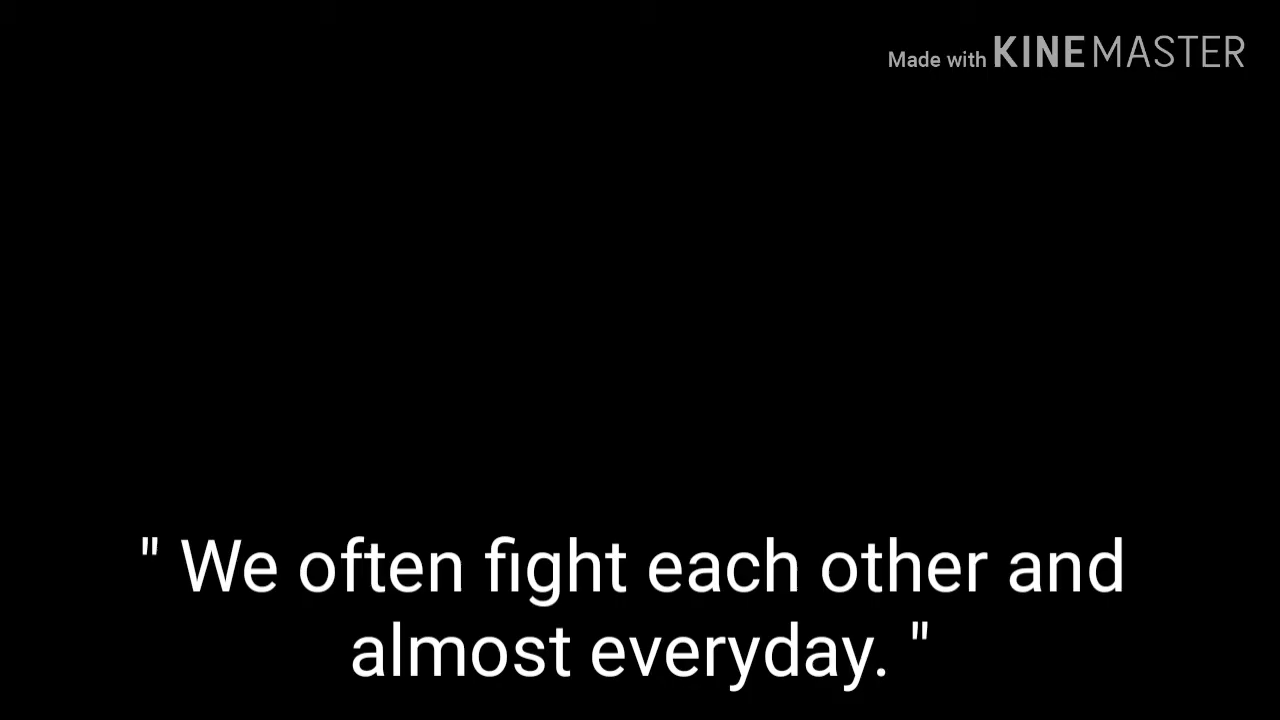 Made with KINEMASTER
" We often fight each other and
almost everyday. "